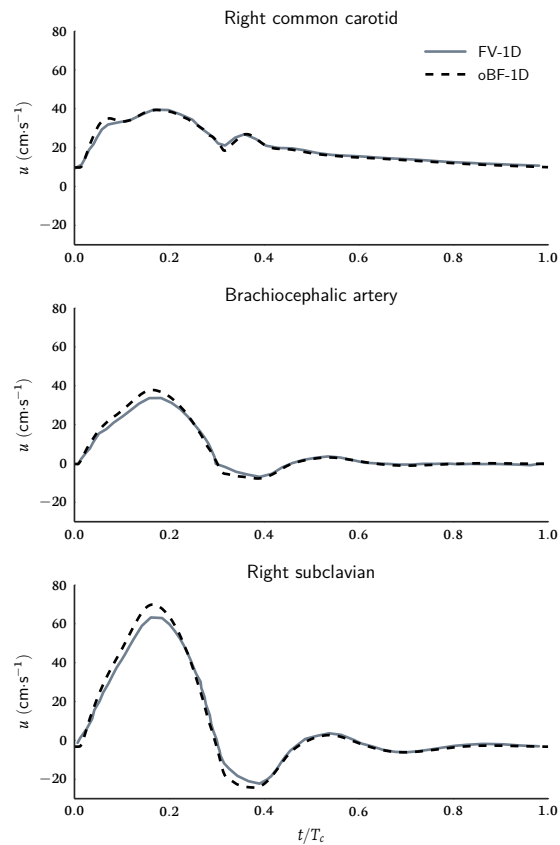 Right common carotid
80
60
40
20
0
−20
u (cm·s⁻¹)
FV-1D
oBF-1D
0.0 0.2 0.4 0.6 0.8 1.0
Brachiocephalic artery
80
60
40
20
0
−20
u (cm·s⁻¹)
0.0 0.2 0.4 0.6 0.8 1.0
Right subclavian
80
60
40
20
0
−20
u (cm·s⁻¹)
0.0 0.2 0.4 0.6 0.8 1.0
t/T_c